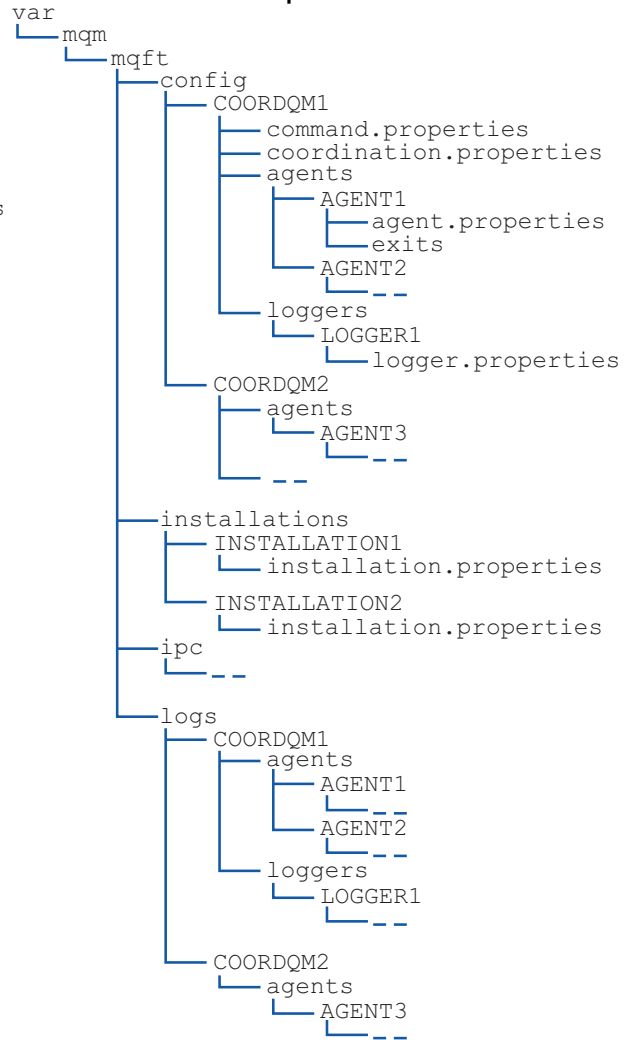 var
mqm
mqft
config
COORDQM1
command.properties
coordination.properties
agents
AGENT1
s
agent.properties
exits
AGENT2
loggers
LOGGER1
logger.properties
COORDQM2
agents
AGENT3
installations
INSTALLATION1
installation.properties
INSTALLATION2
installation.properties
ipc
logs
COORDQM1
agents
AGENT1
AGENT2
loggers
LOGGER1
COORDQM2
agents
AGENT3